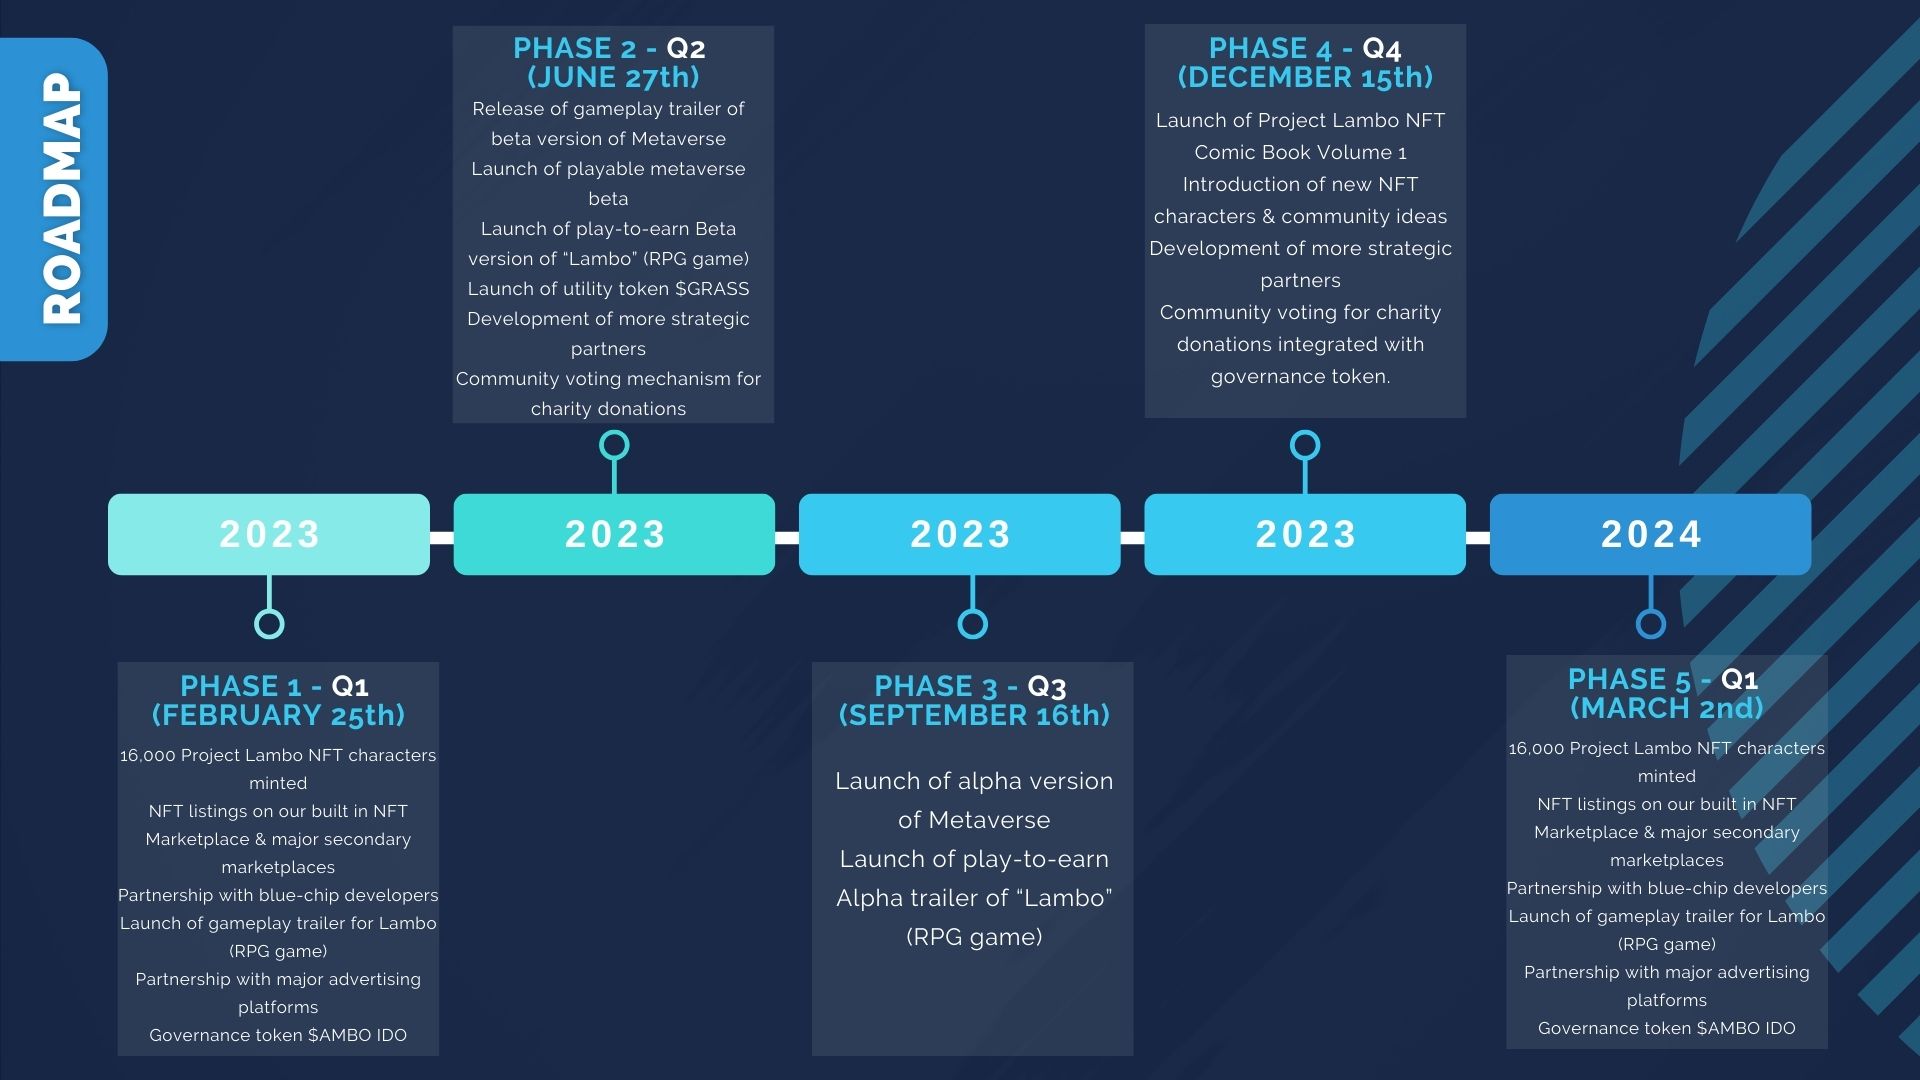 ROADMAP
PHASE 2 - Q2
(JUNE 27th)
Release of gameplay trailer of
beta version of Metaverse
Launch of playable metaverse
beta
Launch of play-to-earn Beta
version of “Lambo” (RPG game)
Launch of utility token $GRASS
Development of more strategic
partners
Community voting mechanism for
charity donations
PHASE 4 - Q4
(DECEMBER 15th)
Launch of Project Lambo NFT
Comic Book Volume 1
Introduction of new NFT
characters & community ideas
Development of more strategic
partners
Community voting for charity
donations integrated with
governance token.
2023
2023
2023
2023
2024
PHASE 1 - Q1
(FEBRUARY 25th)
16,000 Project Lambo NFT characters
minted
NFT listings on our built in NFT
Marketplace & major secondary
marketplaces
Partnership with blue-chip developers
Launch of gameplay trailer for Lambo
(RPG game)
Partnership with major advertising
platforms
Governance token $AMBO IDO
PHASE 3 - Q3
(SEPTEMBER 16th)
Launch of alpha version
of Metaverse
Launch of play-to-earn
Alpha trailer of “Lambo”
(RPG game)
PHASE 5 - Q1
(MARCH 2nd)
16,000 Project Lambo NFT characters
minted
NFT listings on our built in NFT
Marketplace & major secondary
marketplaces
Partnership with blue-chip developers
Launch of gameplay trailer for Lambo
(RPG game)
Partnership with major advertising
platforms
Governance token $AMBO IDO